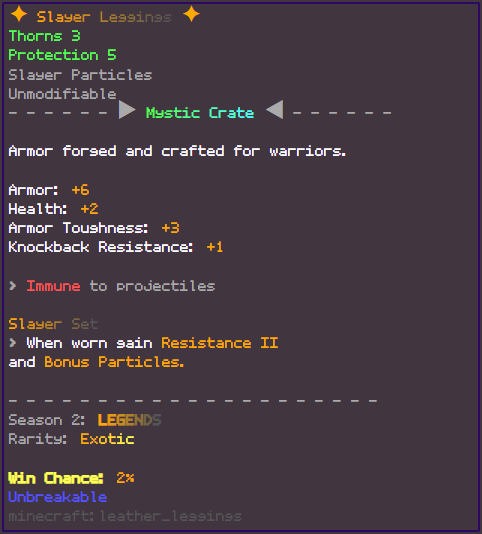 ✦ Slayer Leggings ✦
Thorns 3
Protection 5
Slayer Particles
Unmodifiable
- - - - - - ▶ Mystic Crate ◀ - - - - - -
Armor forged and crafted for warriors.
Armor: +6
Health: +2
Armor Toughness: +3
Knockback Resistance: +1
> Immune to projectiles
Slayer Set
> When worn gain Resistance II
and Bonus Particles.
- - - - - - - - - - - - - - - - - - - - - - -
Season 2: LEGENDS
Rarity: Exotic
Win Chance: 2%
Unbreakable
minecraft:leather_leggings